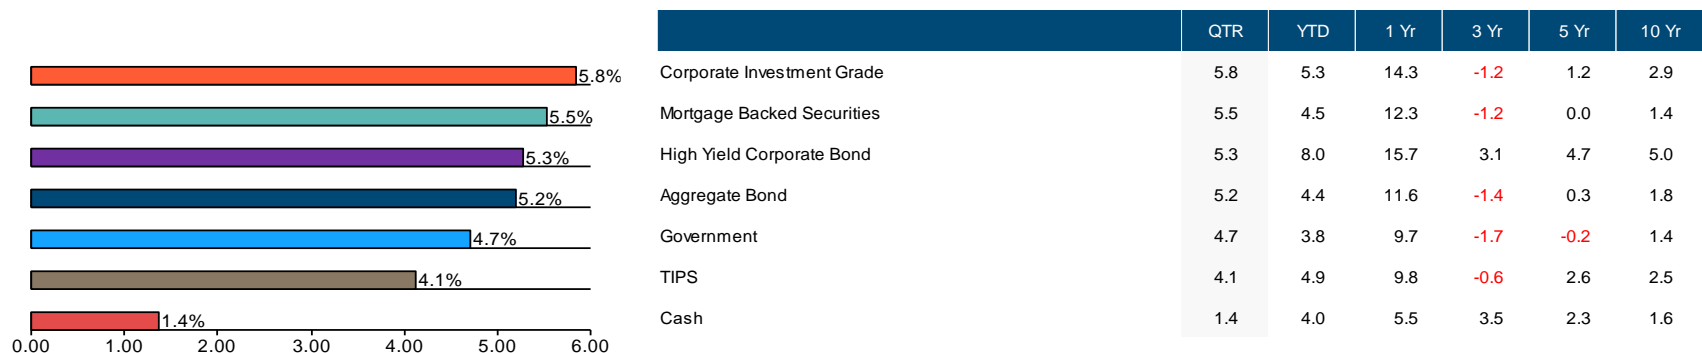 QTR YTD 1 Yr 3 Yr 5 Yr 10 Yr
5.8% Corporate Investment Grade 5.8 5.3 14.3 -1.2 1.2 2.9
5.5% Mortgage Backed Securities 5.5 4.5 12.3 -1.2 0.0 1.4
5.3% High Yield Corporate Bond 5.3 8.0 15.7 3.1 4.7 5.0
5.2% Aggregate Bond 5.2 4.4 11.6 -1.4 0.3 1.8
4.7% Government 4.7 3.8 9.7 -1.7 -0.2 1.4
4.1% TIPS 4.1 4.9 9.8 -0.6 2.6 2.5
1.4% Cash 1.4 4.0 5.5 3.5 2.3 1.6
0.00 1.00 2.00 3.00 4.00 5.00 6.00